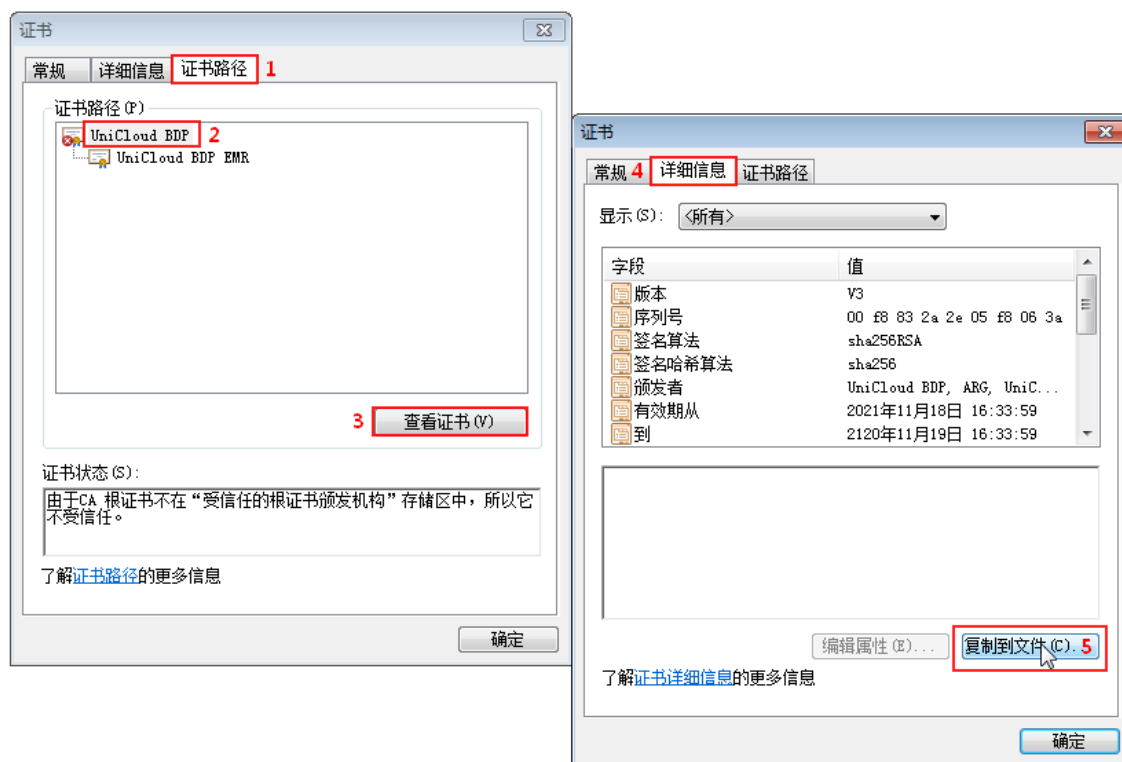 证书
常规 详细信息 证书路径 1
证书路径(P)
UniCloud BDP 2
UniCloud BDP EMR
3 查看证书(V)
证书状态(S):
由于CA 根证书不在“受信任的根证书颁发机构”存储区中，所以它
不受信任。
了解证书路径的更多信息
确定
证书
常规 4 详细信息 证书路径
显示(S): <所有>
字段 值
版本 V3
序列号 00 f8 83 2a 2e 05 f8 06 3a
签名算法 sha256RSA
签名哈希算法 sha256
颁发者 UniCloud BDP, ARG, UniC...
有效期从 2021年11月18日 16:33:59
到 2120年11月19日 16:33:59
编辑属性(E)... 复制到文件(C). 5
了解证书详细信息的更多信息
确定